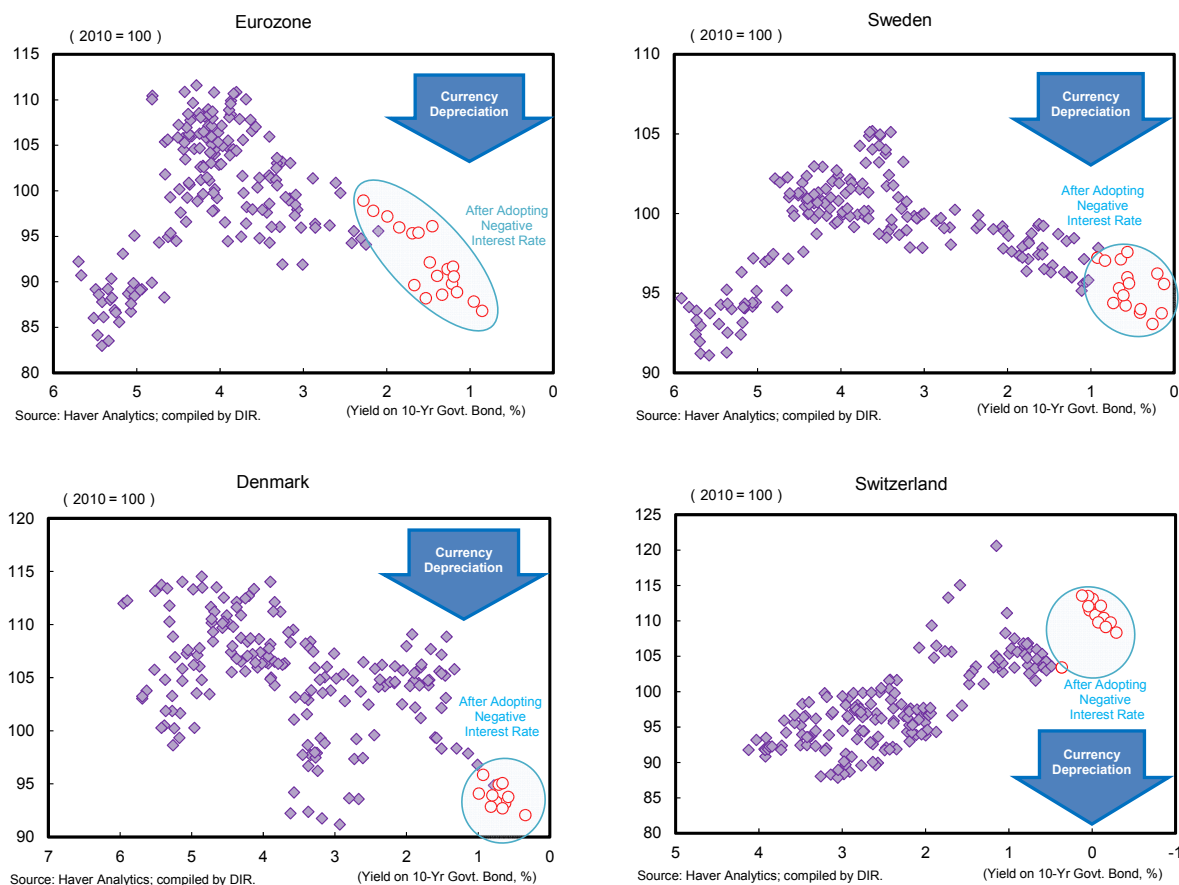 Eurozone
( 2010 = 100 )
115
110
105
100
95
90
85
80
6
5
4
3
2
1
0
Currency
Depreciation
After Adopting
Negative
Interest Rate
Source: Haver Analytics; compiled by DIR.
(Yield on 10-Yr Govt. Bond, %)
Sweden
( 2010 = 100 )
110
105
100
95
90
6
5
4
3
2
1
0
Currency
Depreciation
After Adopting
Negative
Interest Rate
Source: Haver Analytics; compiled by DIR.
(Yield on 10-Yr Govt. Bond, %)
Denmark
( 2010 = 100 )
120
115
110
105
100
95
90
7
6
5
4
3
2
1
0
Currency
Depreciation
After Adopting
Negative
Interest Rate
Source: Haver Analytics; compiled by DIR.
(Yield on 10-Yr Govt. Bond, %)
Switzerland
( 2010 = 100 )
125
120
115
110
105
100
95
90
85
80
5
4
3
2
1
0
-1
After Adopting
Negative
Interest Rate
Currency
Depreciation
Source: Haver Analytics; compiled by DIR.
(Yield on 10-Yr Govt. Bond, %)